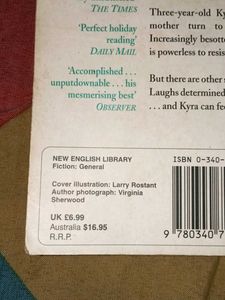 THE TIMES
'Perfect holiday
reading'
DAILY MAIL
'Accomplished . . .
unputdownable . . . his
mesmerising best'
OBSERVER
Three-year-old Ky
mother turn to
Increasingly besotte
is powerless to resis
But there are other s
Laughs determined
. . . and Kyra can fe
NEW ENGLISH LIBRARY
Fiction: General
Cover Illustration: Larry Rostant
Author photograph: Virginia
Sherwood
UK £6.99
Australia $16.95
R.R.P.
ISBN 0-340-
9 780340 7